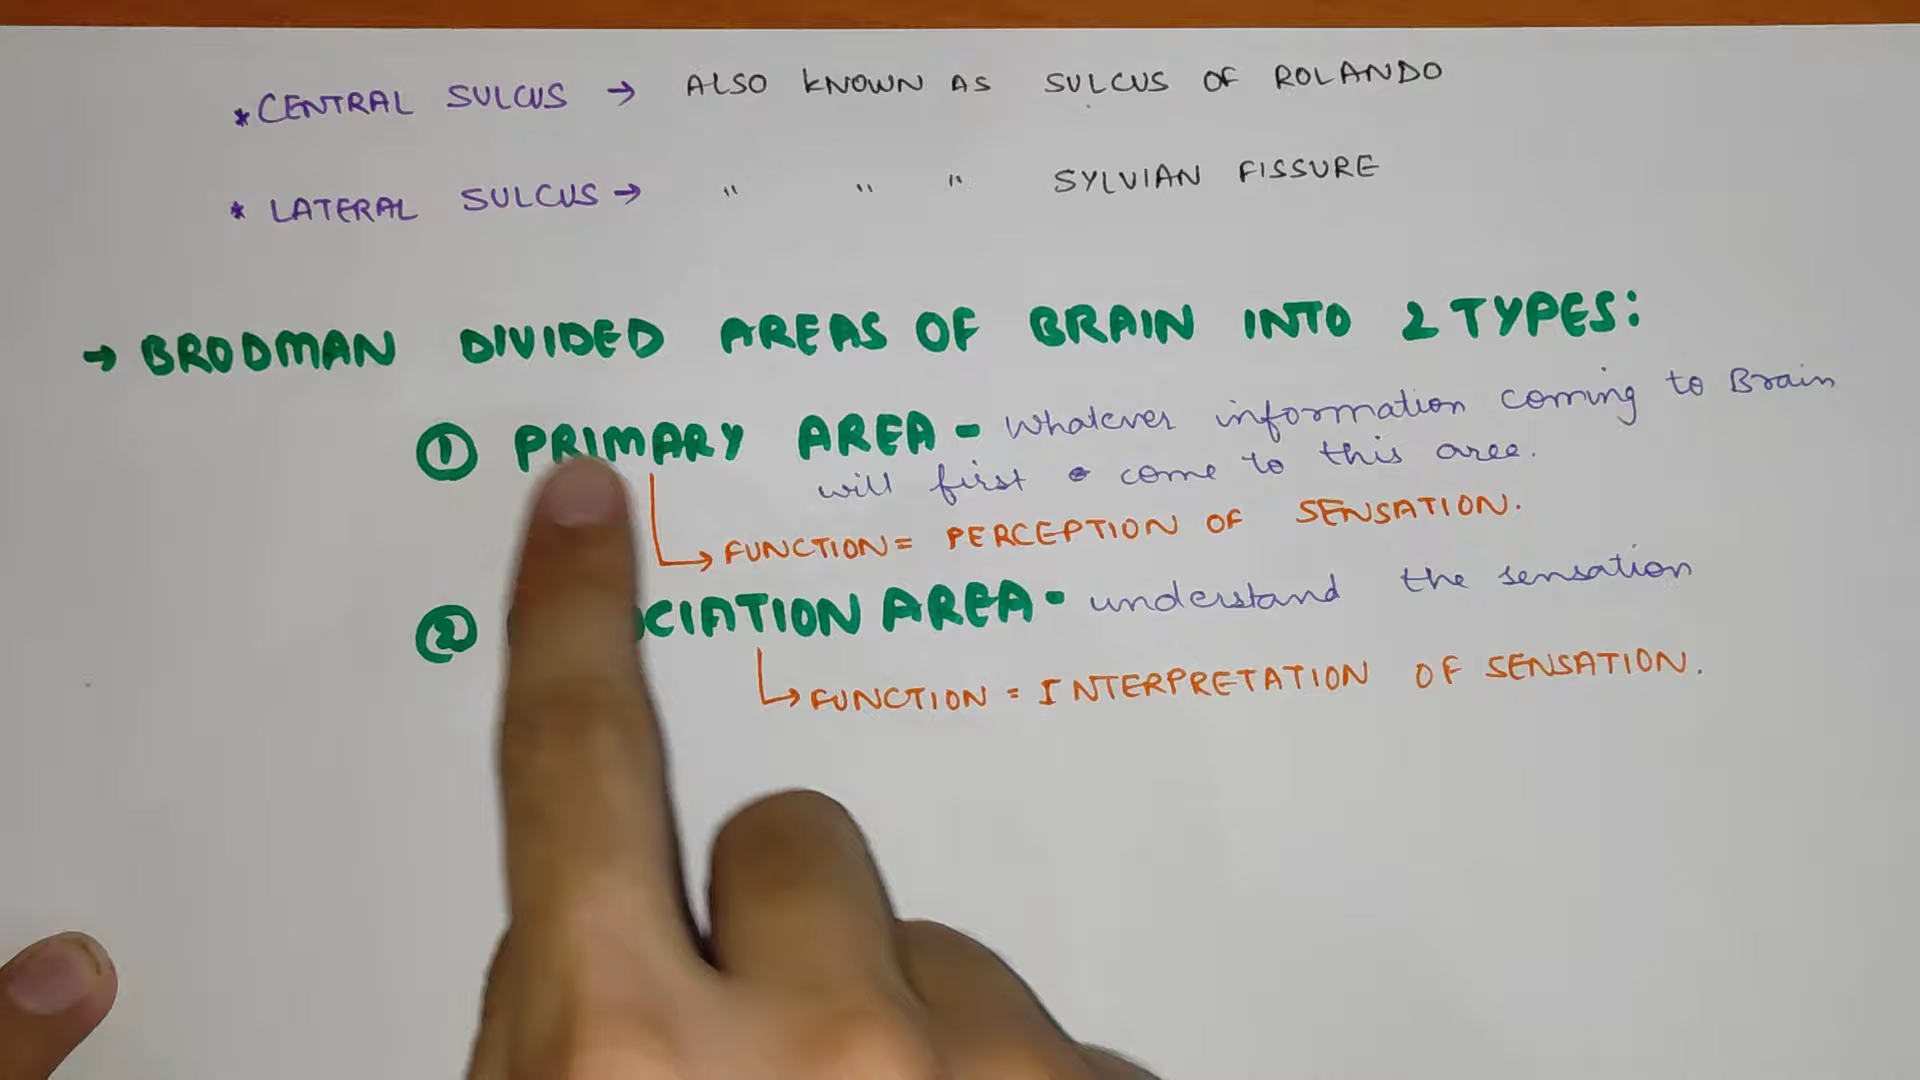 *CENTRAL SULCUS → ALSO KNOWN AS SULCUS OF ROLANDO
* LATERAL SULCUS → " " " SYLVIAN FISSURE
→ BRODMAN DIVIDED AREAS OF BRAIN INTO 2 TYPES:
① PRIMARY AREA - Whatever information coming to Brain
will first come to this area.
↳ FUNCTION = PERCEPTION OF SENSATION.
② CIATION AREA - understand the sensation
↳ FUNCTION = INTERPRETATION OF SENSATION.